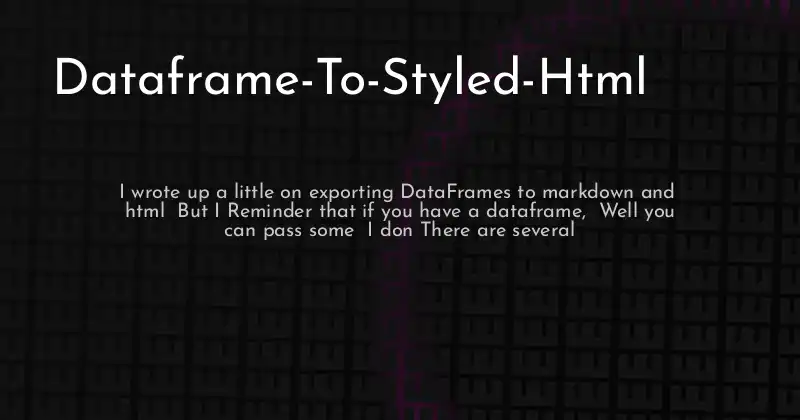 Dataframe-To-Styled-Html
I wrote up a little on exporting DataFrames to markdown and
html  But I Reminder that if you have a dataframe,  Well you
can pass some  I don There are several